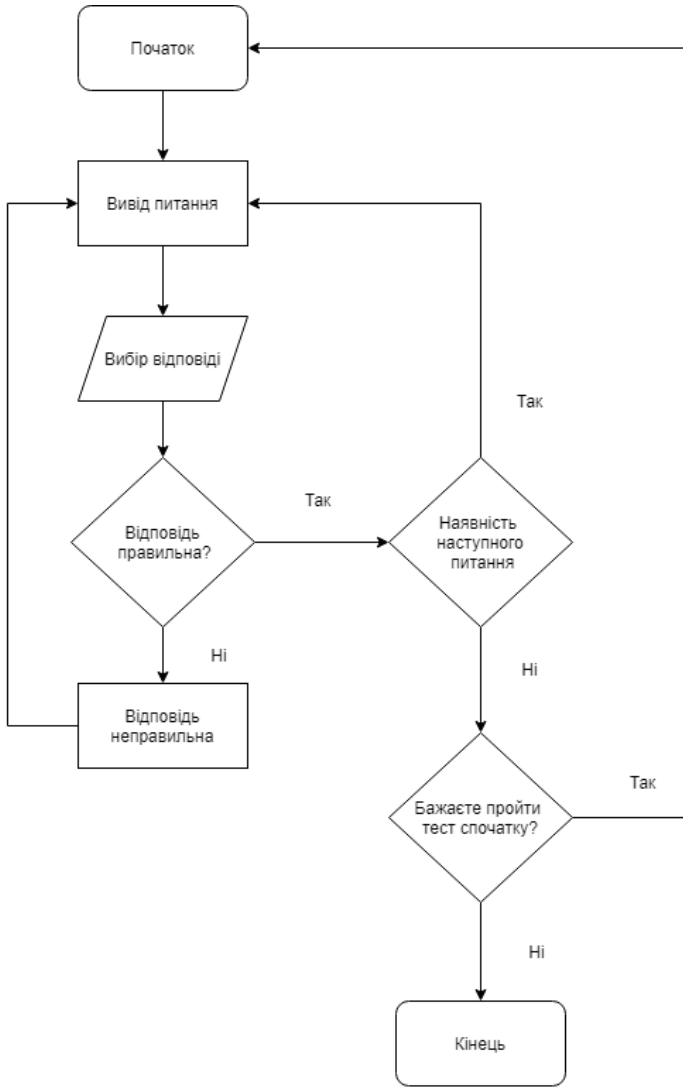 Початок
Вивід питання
Вибір відповіді
Так
Так
Відповідь
правильна?
Наявність
наступного
питання
Ні
Ні
Відповідь
неправильна
Бажаєте пройти
тест спочатку?
Так
Ні
Кінець